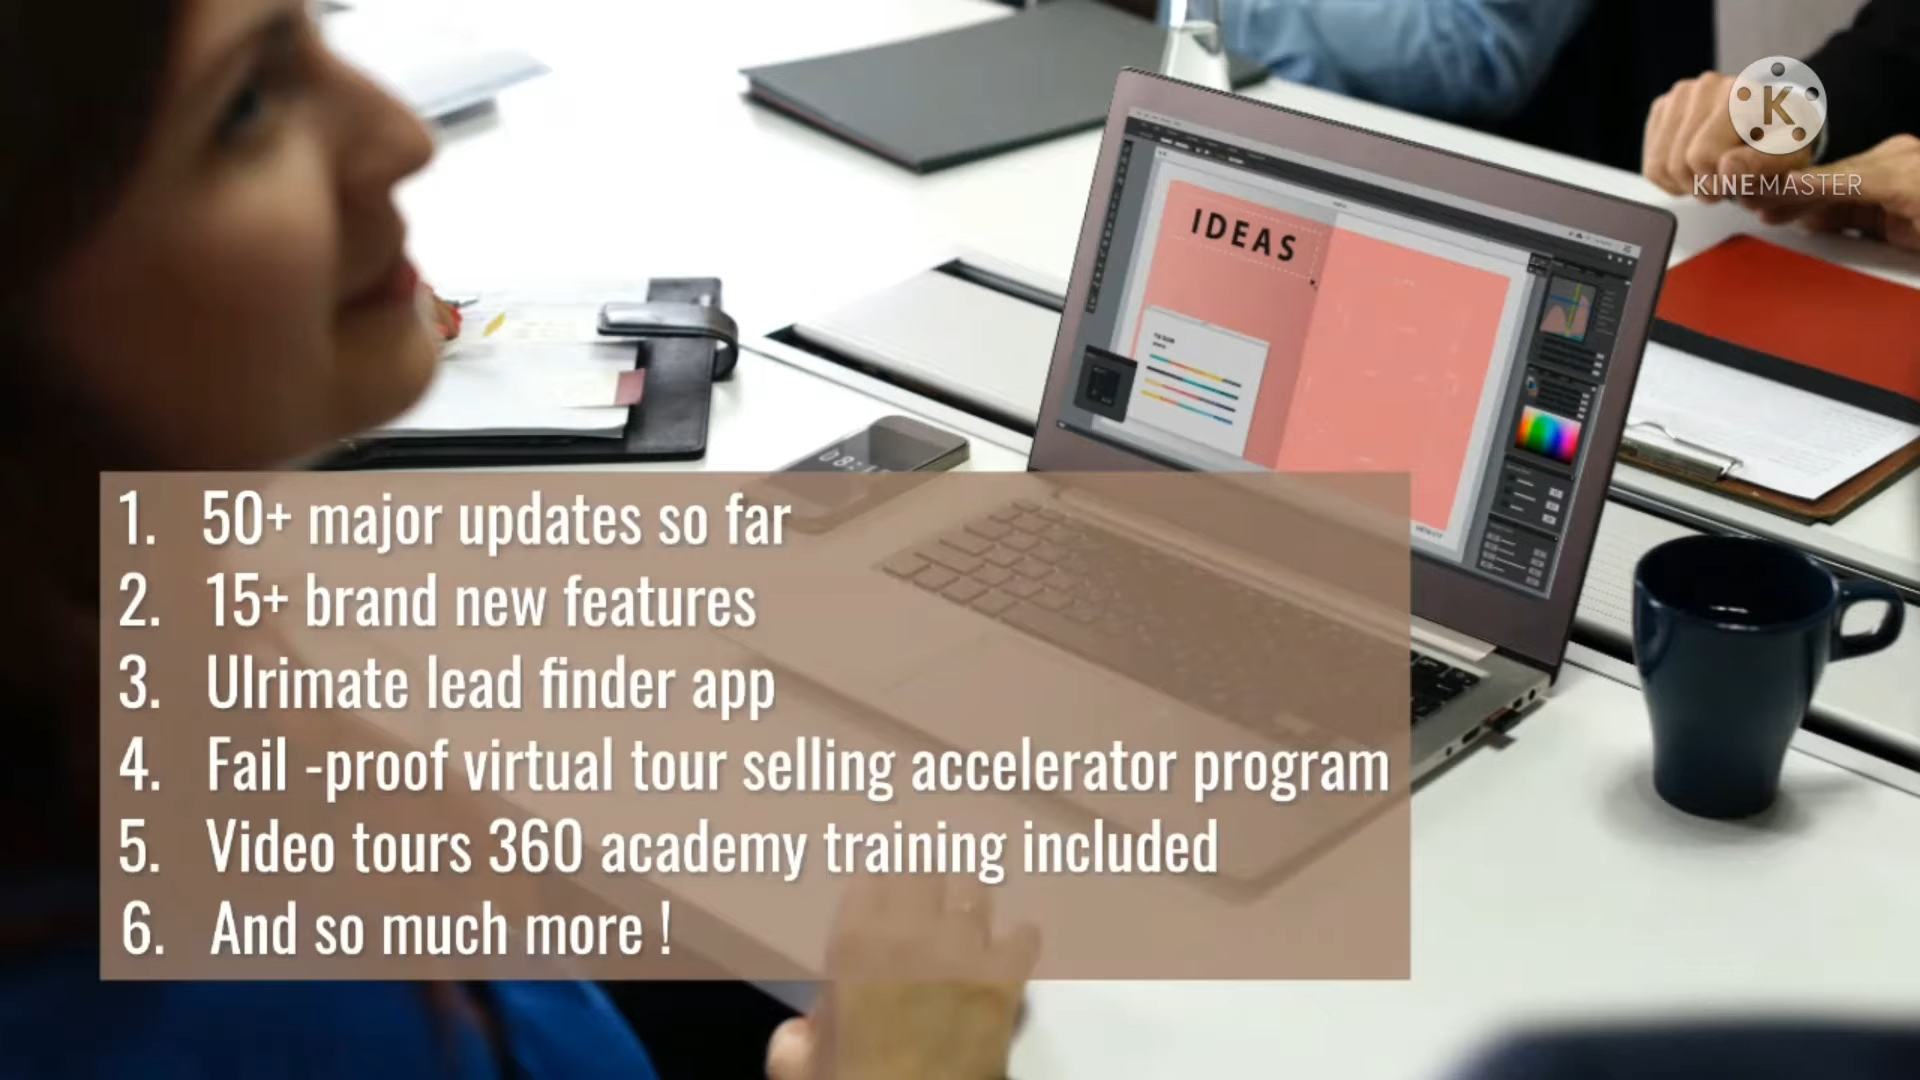 KINEMASTER
IDEAS
1. 50+ major updates so far
2. 15+ brand new features
3. Ulrimate lead finder app
4. Fail -proof virtual tour selling accelerator program
5. Video tours 360 academy training included
6. And so much more !